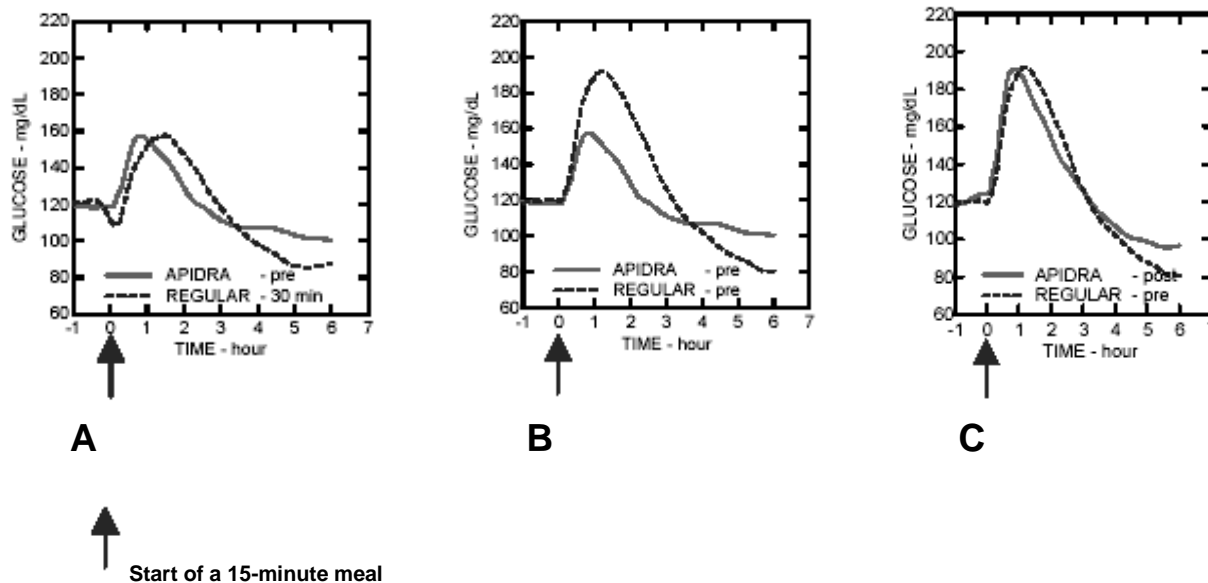 220
200
180
160
140
120
100
80
60
GLUCOSE - mg/dL
APIDRA - pre
REGULAR - 30 min
-1 0 1 2 3 4 5 6 7
TIME - hour
A
220
200
180
160
140
120
100
80
60
GLUCOSE - mg/dL
APIDRA - pre
REGULAR - pre
-1 0 1 2 3 4 5 6 7
TIME - hour
B
220
200
180
160
140
120
100
80
60
GLUCOSE - mg/dL
APIDRA - post
REGULAR - pre
-1 0 1 2 3 4 5 6 7
TIME - hour
C
Start of a 15-minute meal